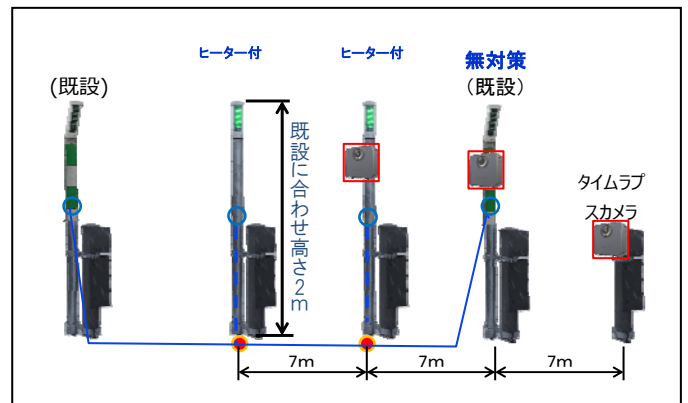 ヒーター付
ヒーター付
無対策
(既設)
（既設）
既設に合わせ高さ2m
タイムラプ
スカメラ
7m
7m
7m